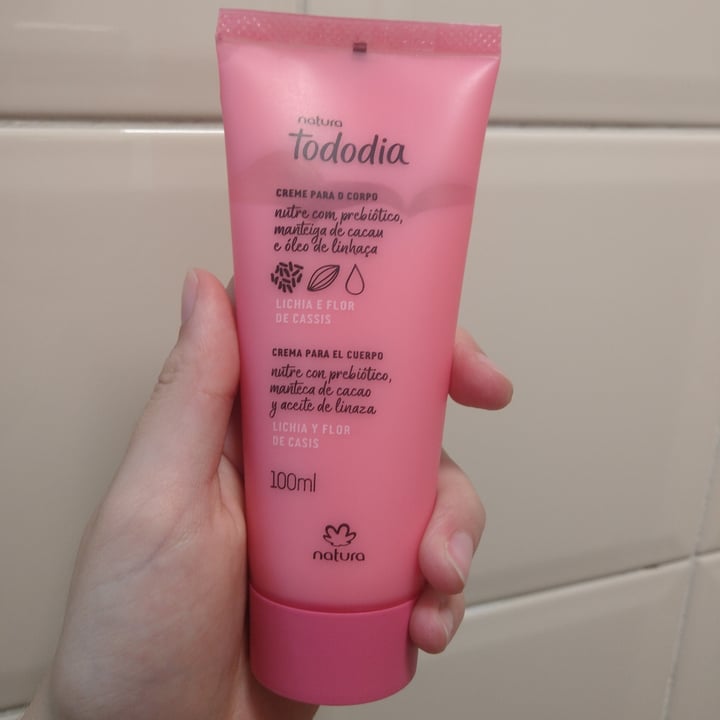 natura
tododia
CREME PARA O CORPO
nutre com prebiótico,
manteiga de cacau
e óleo de linhaça
LICHIA E FLOR
DE CASSIS
CREMA PARA EL CUERPO
nutre con prebiótico,
manteca de cacao
y aceite de linaza
LICHIA Y FLOR
DE CASIS
100ml
natura